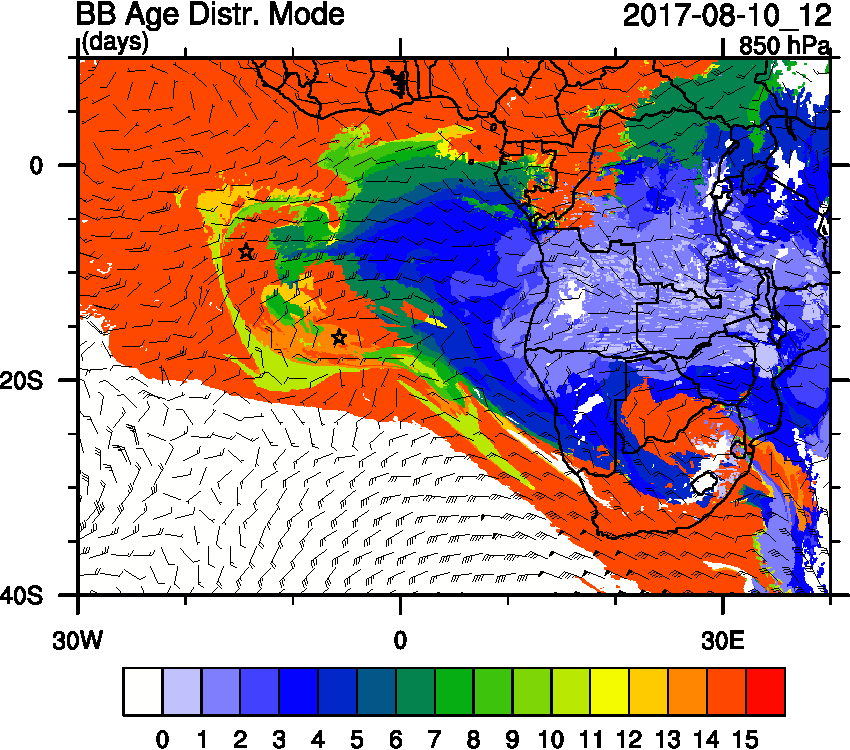 BB Age Distr. Mode 2017-08-10_12
(days) 850 hPa
0
20S
40S
30W 0 30E
0 1 2 3 4 5 6 7 8 9 10 11 12 13 14 15